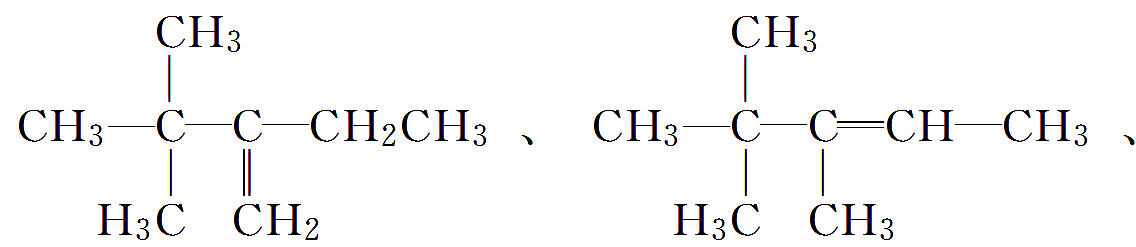 CH3 CH3
CH3—C—C—CH2CH3 、 CH3—C—C═CH—CH3 、
H3C CH2 H3C CH3